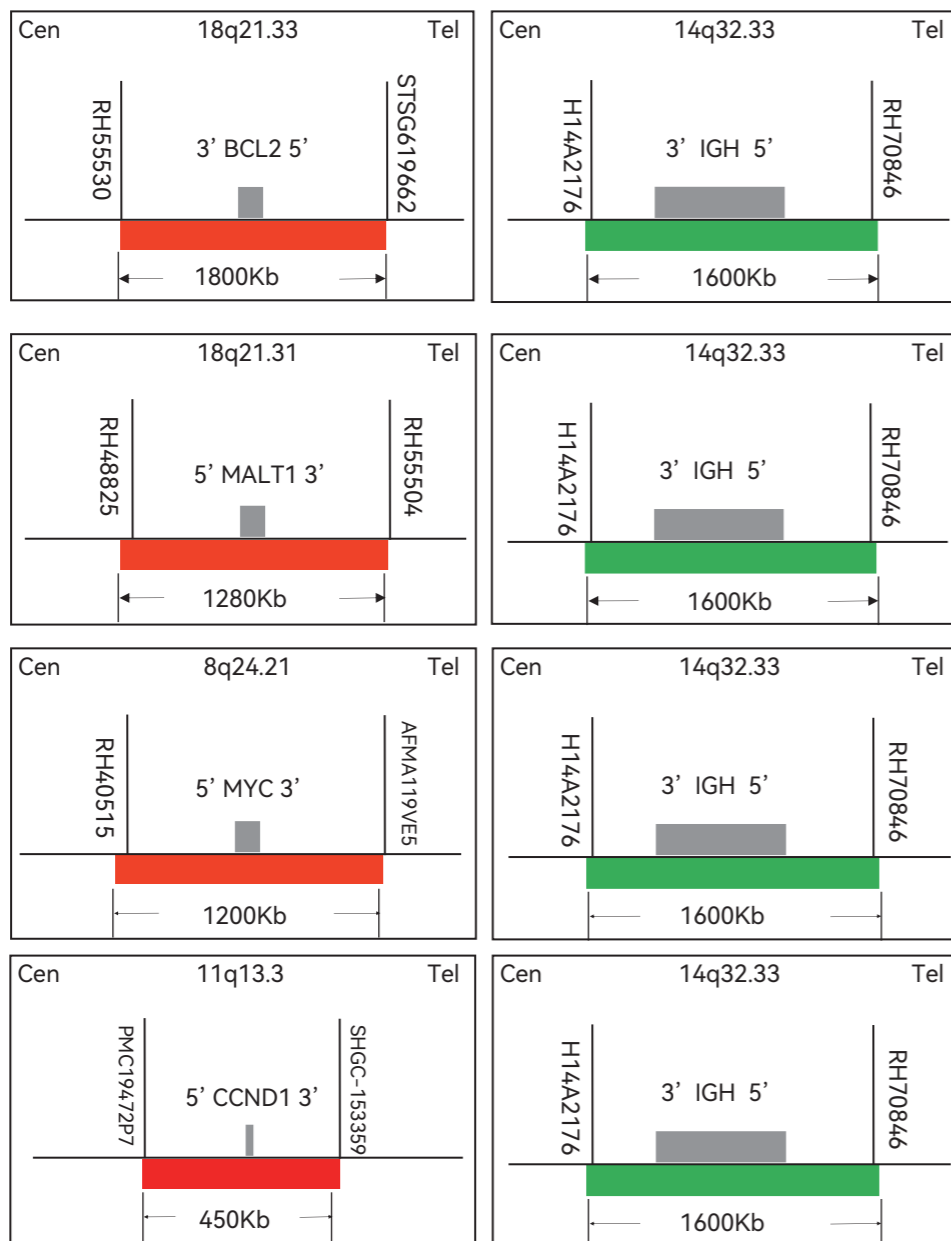 Cen 18q21.33 Tel
RH55530
3’ BCL2 5’
STSG619662
1800Kb
Cen 14q32.33 Tel
H14A2176
3’ IGH 5’
RH70846
1600Kb
Cen 18q21.31 Tel
RH48825
5’ MALT1 3’
RH55504
1280Kb
Cen 14q32.33 Tel
H14A2176
3’ IGH 5’
RH70846
1600Kb
Cen 8q24.21 Tel
RH40515
5’ MYC 3’
AFMA119VE5
1200Kb
Cen 14q32.33 Tel
H14A2176
3’ IGH 5’
RH70846
1600Kb
Cen 11q13.3 Tel
PMC19472P7
5’ CCND1 3’
SHGC-153359
450Kb
Cen 14q32.33 Tel
H14A2176
3’ IGH 5’
RH70846
1600Kb